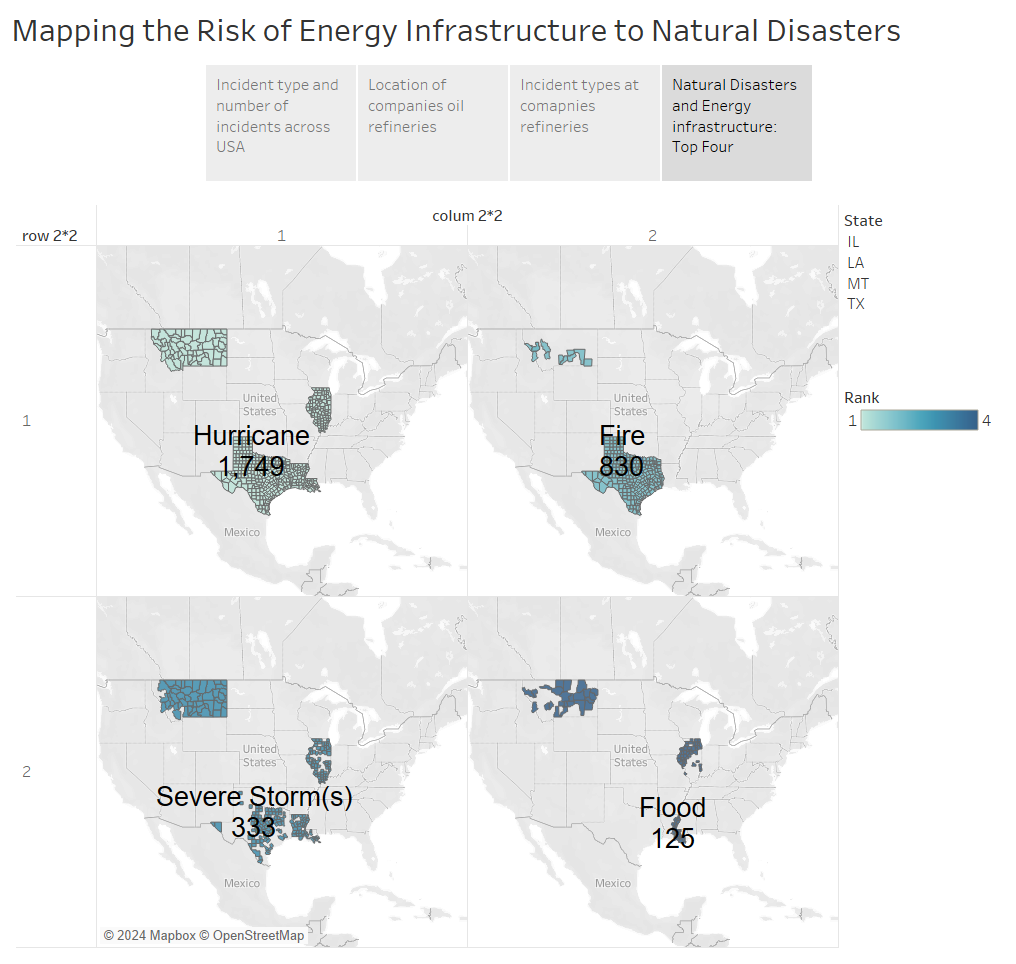 Mapping the Risk of Energy Infrastructure to Natural Disasters
Incident type and
number of
incidents across
USA
Location of
companies oil
refineries
Incident types at
comapnies
refineries
Natural Disasters
and Energy
infrastructure:
Top Four
colum 2*2
row 2*2
1
2
State
IL
LA
MT
TX
Rank
1
4
1
United
States
Hurricane
1,749
Mexico
United
States
Fire
830
Mexico
2
United
States
Severe Storm(s)
333
Mexico
© 2024 Mapbox © OpenStreetMap
United
States
Flood
125
Mexico